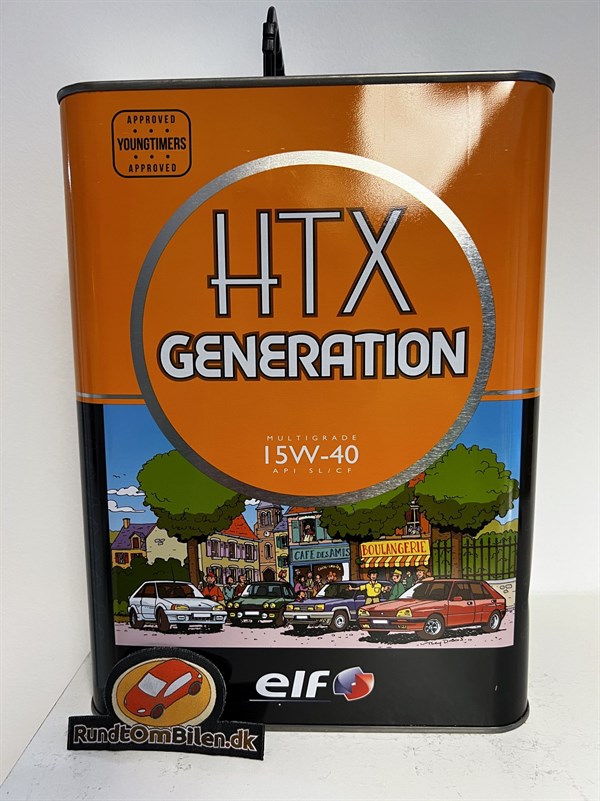 APPROVED
YOUNGTIMERS
APPROVED
HTX
GENERATION
MULTIGRADE
15W-40
API SL/CF
CAFE DES AMIS
BOULANGERIE
elf
RundtOmBilen.dk